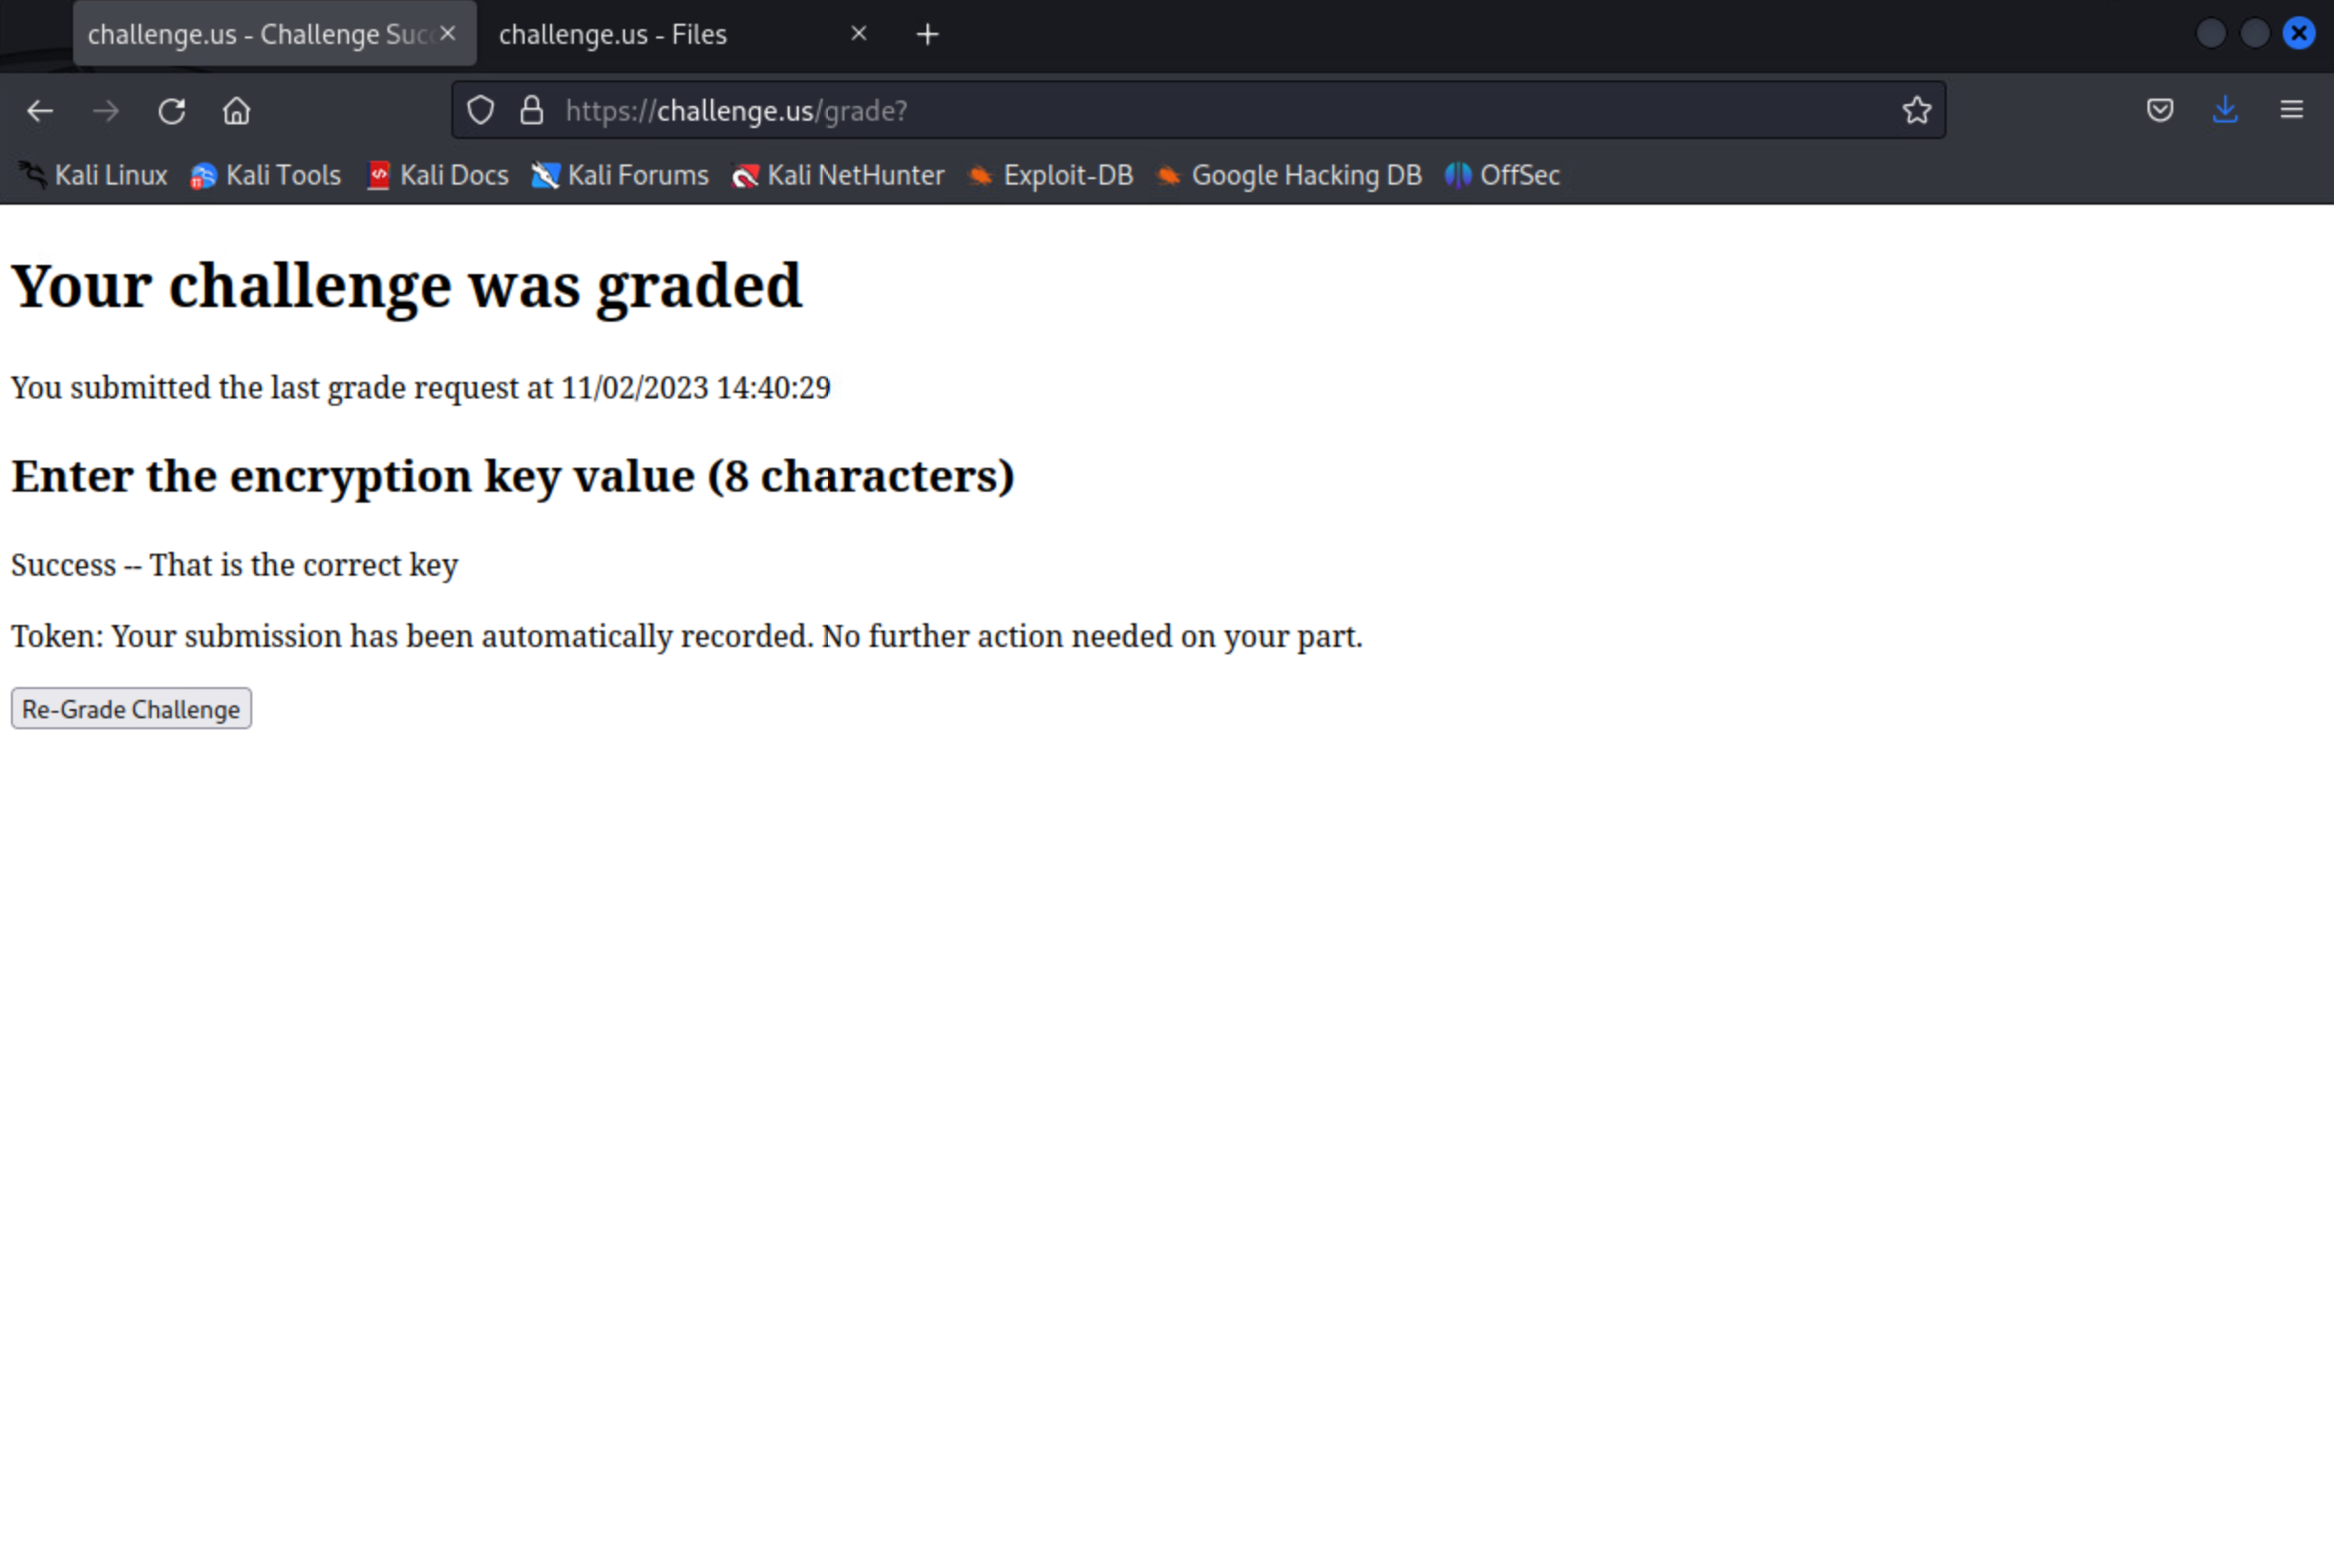 challenge.us - Challenge Suc
challenge.us - Files
https://challenge.us/grade?
Kali Linux Kali Tools Kali Docs Kali Forums Kali NetHunter Exploit-DB Google Hacking DB OffSec
Your challenge was graded
You submitted the last grade request at 11/02/2023 14:40:29
Enter the encryption key value (8 characters)
Success -- That is the correct key
Token: Your submission has been automatically recorded. No further action needed on your part.
Re-Grade Challenge